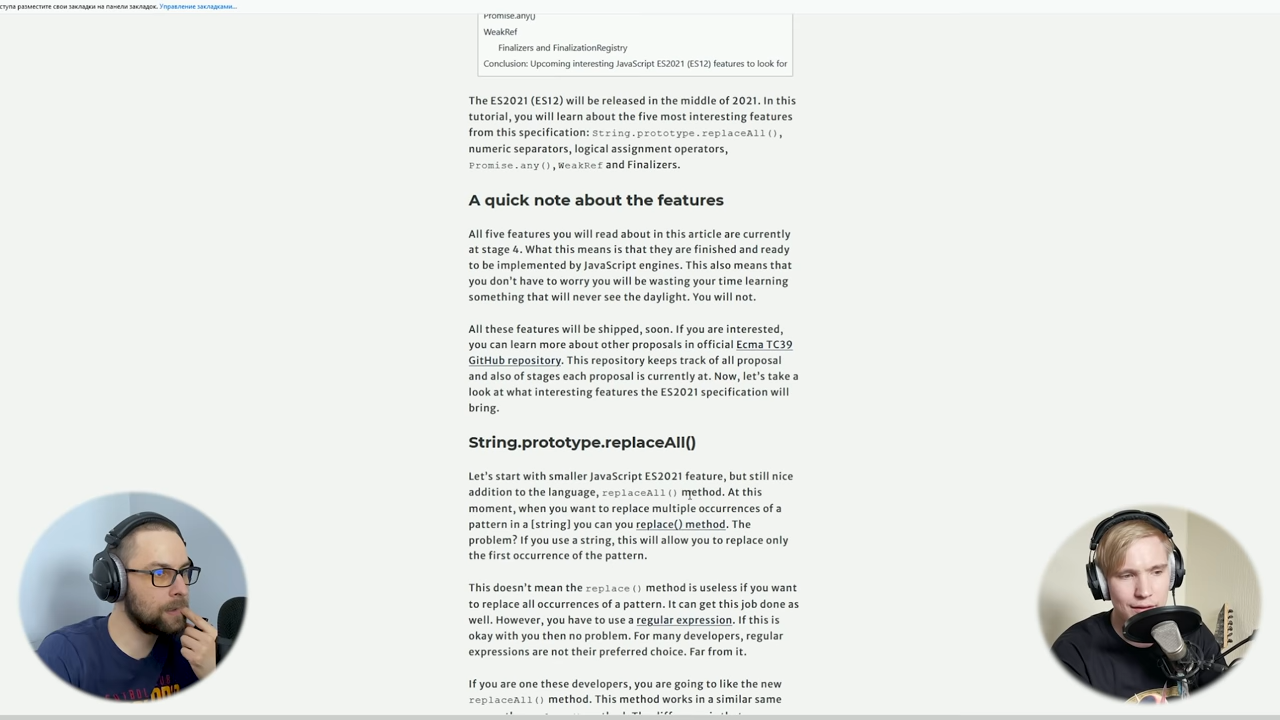 ступа разместите свои закладки на панели закладок. Управление закладками...
Promise.any()
WeakRef
Finalizers and FinalizationRegistry
Conclusion: Upcoming interesting JavaScript ES2021 (ES12) features to look for
The ES2021 (ES12) will be released in the middle of 2021. In this
tutorial, you will learn about the five most interesting features
from this specification: String.prototype.replaceAll(),
numeric separators, logical assignment operators,
Promise.any(), WeakRef and Finalizers.
A quick note about the features
All five features you will read about in this article are currently
at stage 4. What this means is that they are finished and ready
to be implemented by JavaScript engines. This also means that
you don't have to worry you will be wasting your time learning
something that will never see the daylight. You will not.
All these features will be shipped, soon. If you are interested,
you can learn more about other proposals in official Ecma TC39
GitHub repository. This repository keeps track of all proposal
and also of stages each proposal is currently at. Now, let's take a
look at what interesting features the ES2021 specification will
bring.
String.prototype.replaceAll()
Let's start with smaller JavaScript ES2021 feature, but still nice
addition to the language, replaceAll() method. At this
moment, when you want to replace multiple occurrences of a
pattern in a [string] you can you replace() method. The
problem? If you use a string, this will allow you to replace only
the first occurrence of the pattern.
This doesn't mean the replace() method is useless if you want
to replace all occurrences of a pattern. It can get this job done as
well. However, you have to use a regular expression. If this is
okay with you then no problem. For many developers, regular
expressions are not their preferred choice. Far from it.
If you are one these developers, you are going to like the new
replaceAll() method. This method works in a similar same